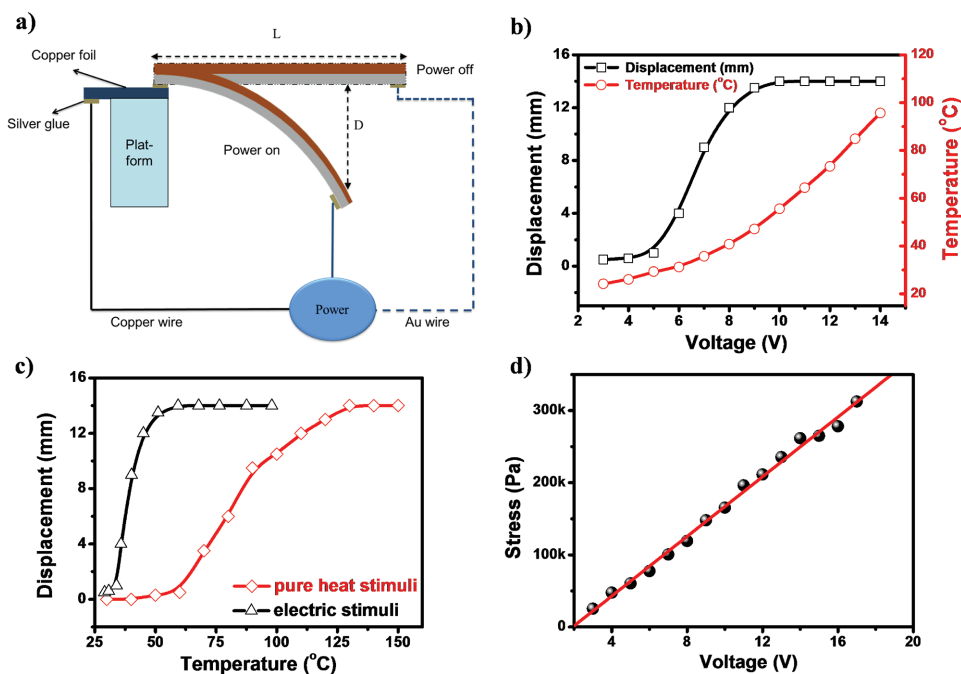 a)
L
Copper foil
Power off
Silver glue
Plat-
form
D
Power on
Power
Copper wire
Au wire
b)
Displacement (mm)
Temperature (°C)
16
12
8
4
0
Displacement (mm)
120
100
80
60
40
20
Temperature (°C)
2 4 6 8 10 12 14
Voltage (V)
c)
16
12
8
4
0
Displacement (mm)
pure heat stimuli
electric stimuli
25 50 75 100 125 150
Temperature (°C)
d)
300k
200k
100k
0
Stress (Pa)
4 8 12 16 20
Voltage (V)